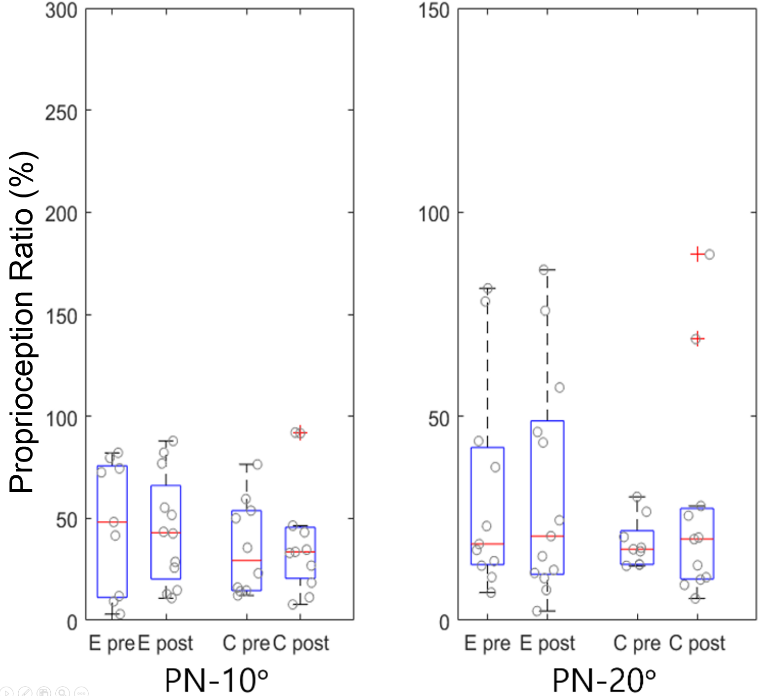 Proprioception Ratio (%)
300
250
200
150
100
50
0
E pre E post C pre C post
PN-10°
150
100
50
0
E pre E post C pre C post
PN-20°